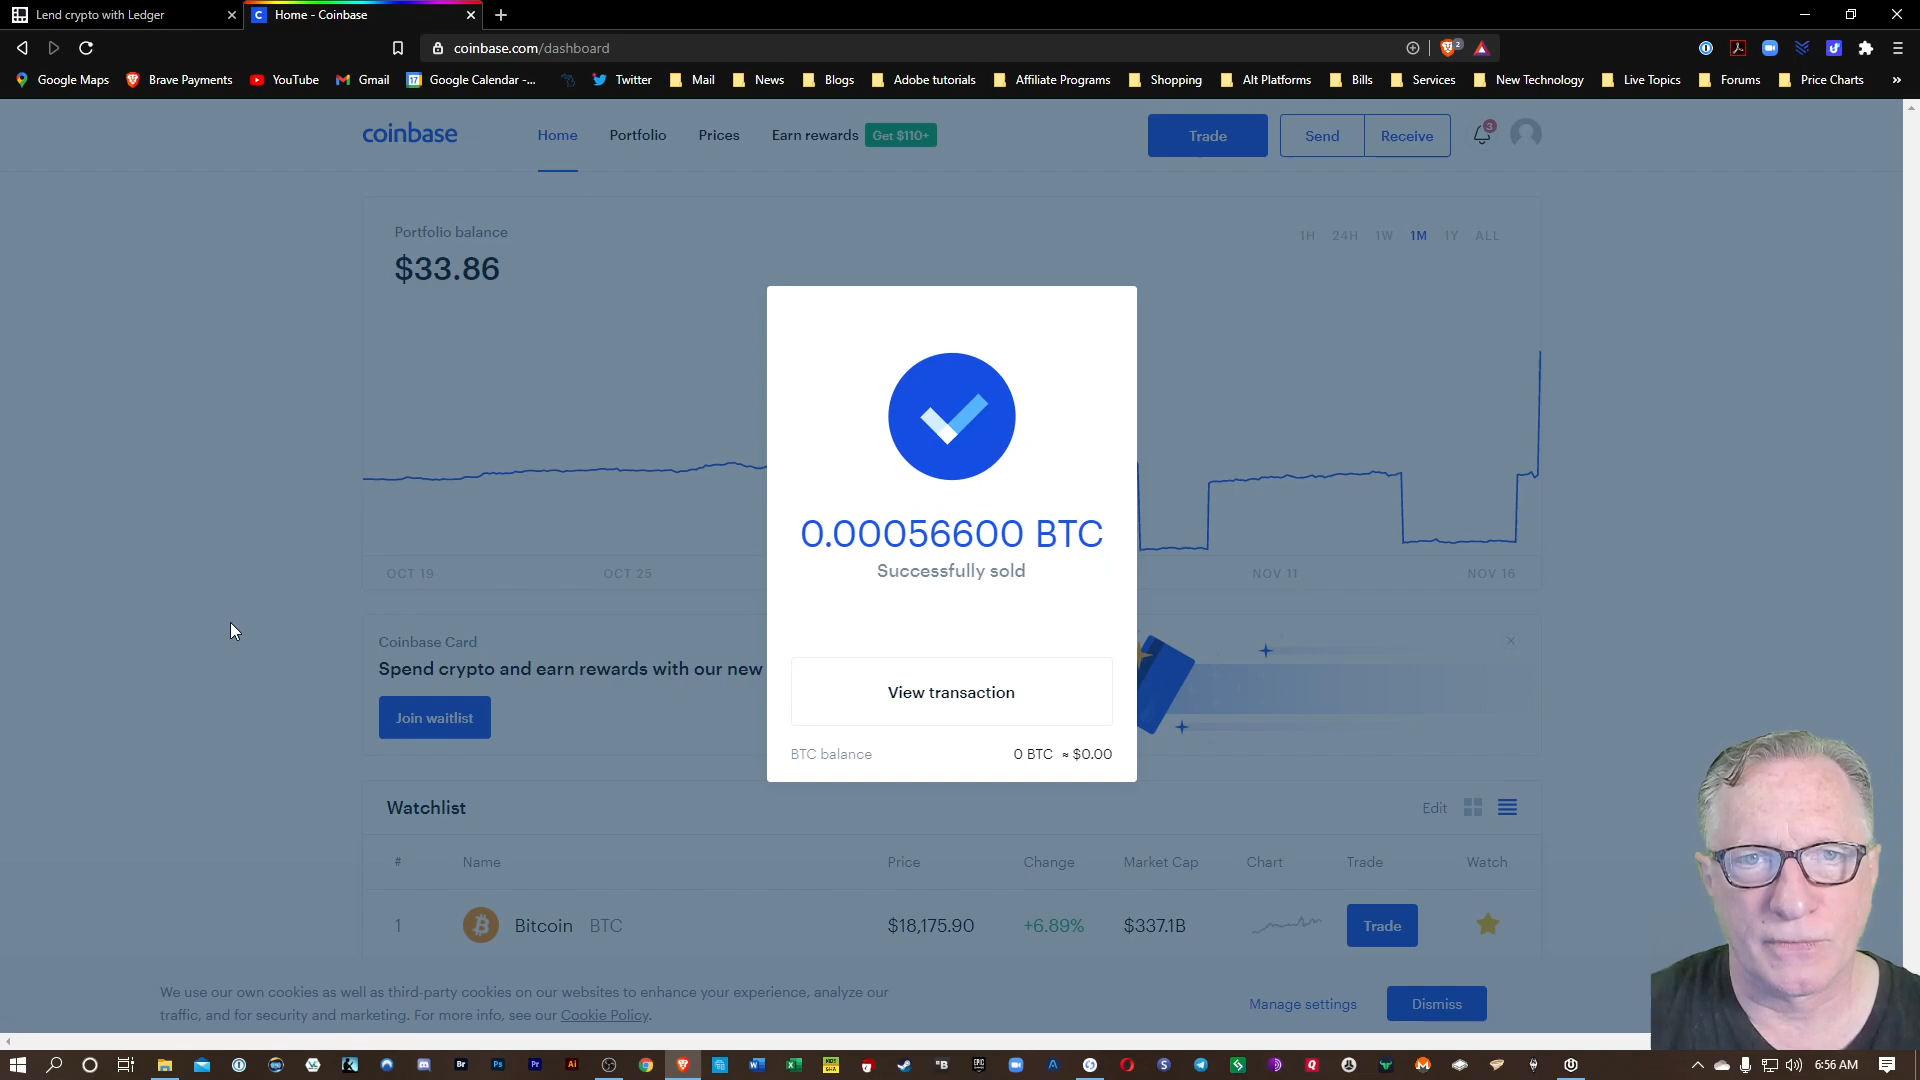 Lend crypto with Ledger
Home - Coinbase
coinbase.com/dashboard
2
Google Maps
Brave Payments
YouTube
Gmail
17
Google Calendar -...
Twitter
Mail
News
Blogs
Adobe tutorials
Affiliate Programs
Shopping
Alt Platforms
Bills
Services
New Technology
Live Topics
Forums
Price Charts
coinbase
Home
Portfolio
Prices
Earn rewards
Get $110+
Trade
Send
Receive
3
Portfolio balance
$33.86
1H 24H 1W 1M 1Y ALL
0.00056600 BTC
Successfully sold
View transaction
BTC balance
0 BTC ≈ $0.00
OCT 19
OCT 25
NOV 11
NOV 16
Coinbase Card
Spend crypto and earn rewards with our new
Join waitlist
Watchlist
Edit
# Name Price Change Market Cap Chart Trade Watch
1 Bitcoin BTC $18,175.90 +6.89% $337.1B Trade
We use our own cookies as well as third-party cookies on our websites to enhance your experience, analyze our
traffic, and for security and marketing. For more info, see our Cookie Policy.
Manage settings
Dismiss
Br
Ps
Pr
Ai
6:56 AM